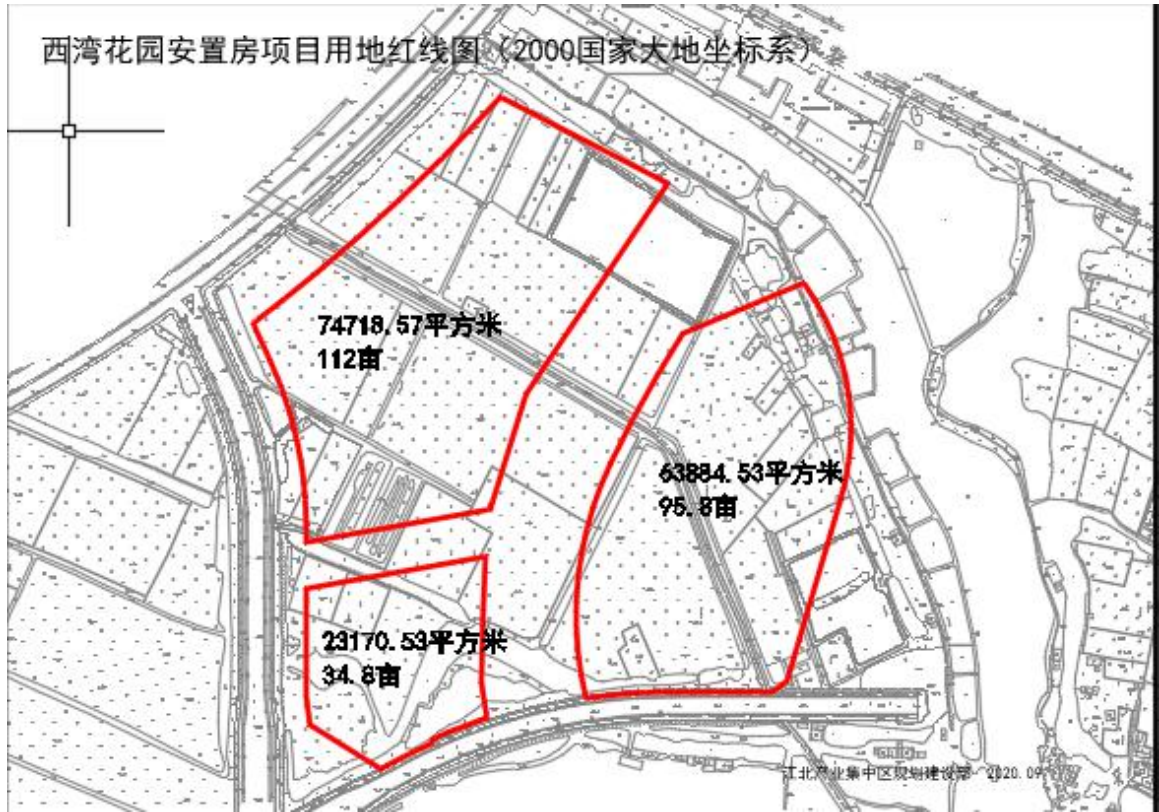 西湾花园安置房项目用地红线图（2000国家大地坐标系）
74718.57平方米
112亩
63884.53平方米
95.8亩
23170.53平方米
34.8亩
江北产业集中区规划建设部 2020.09